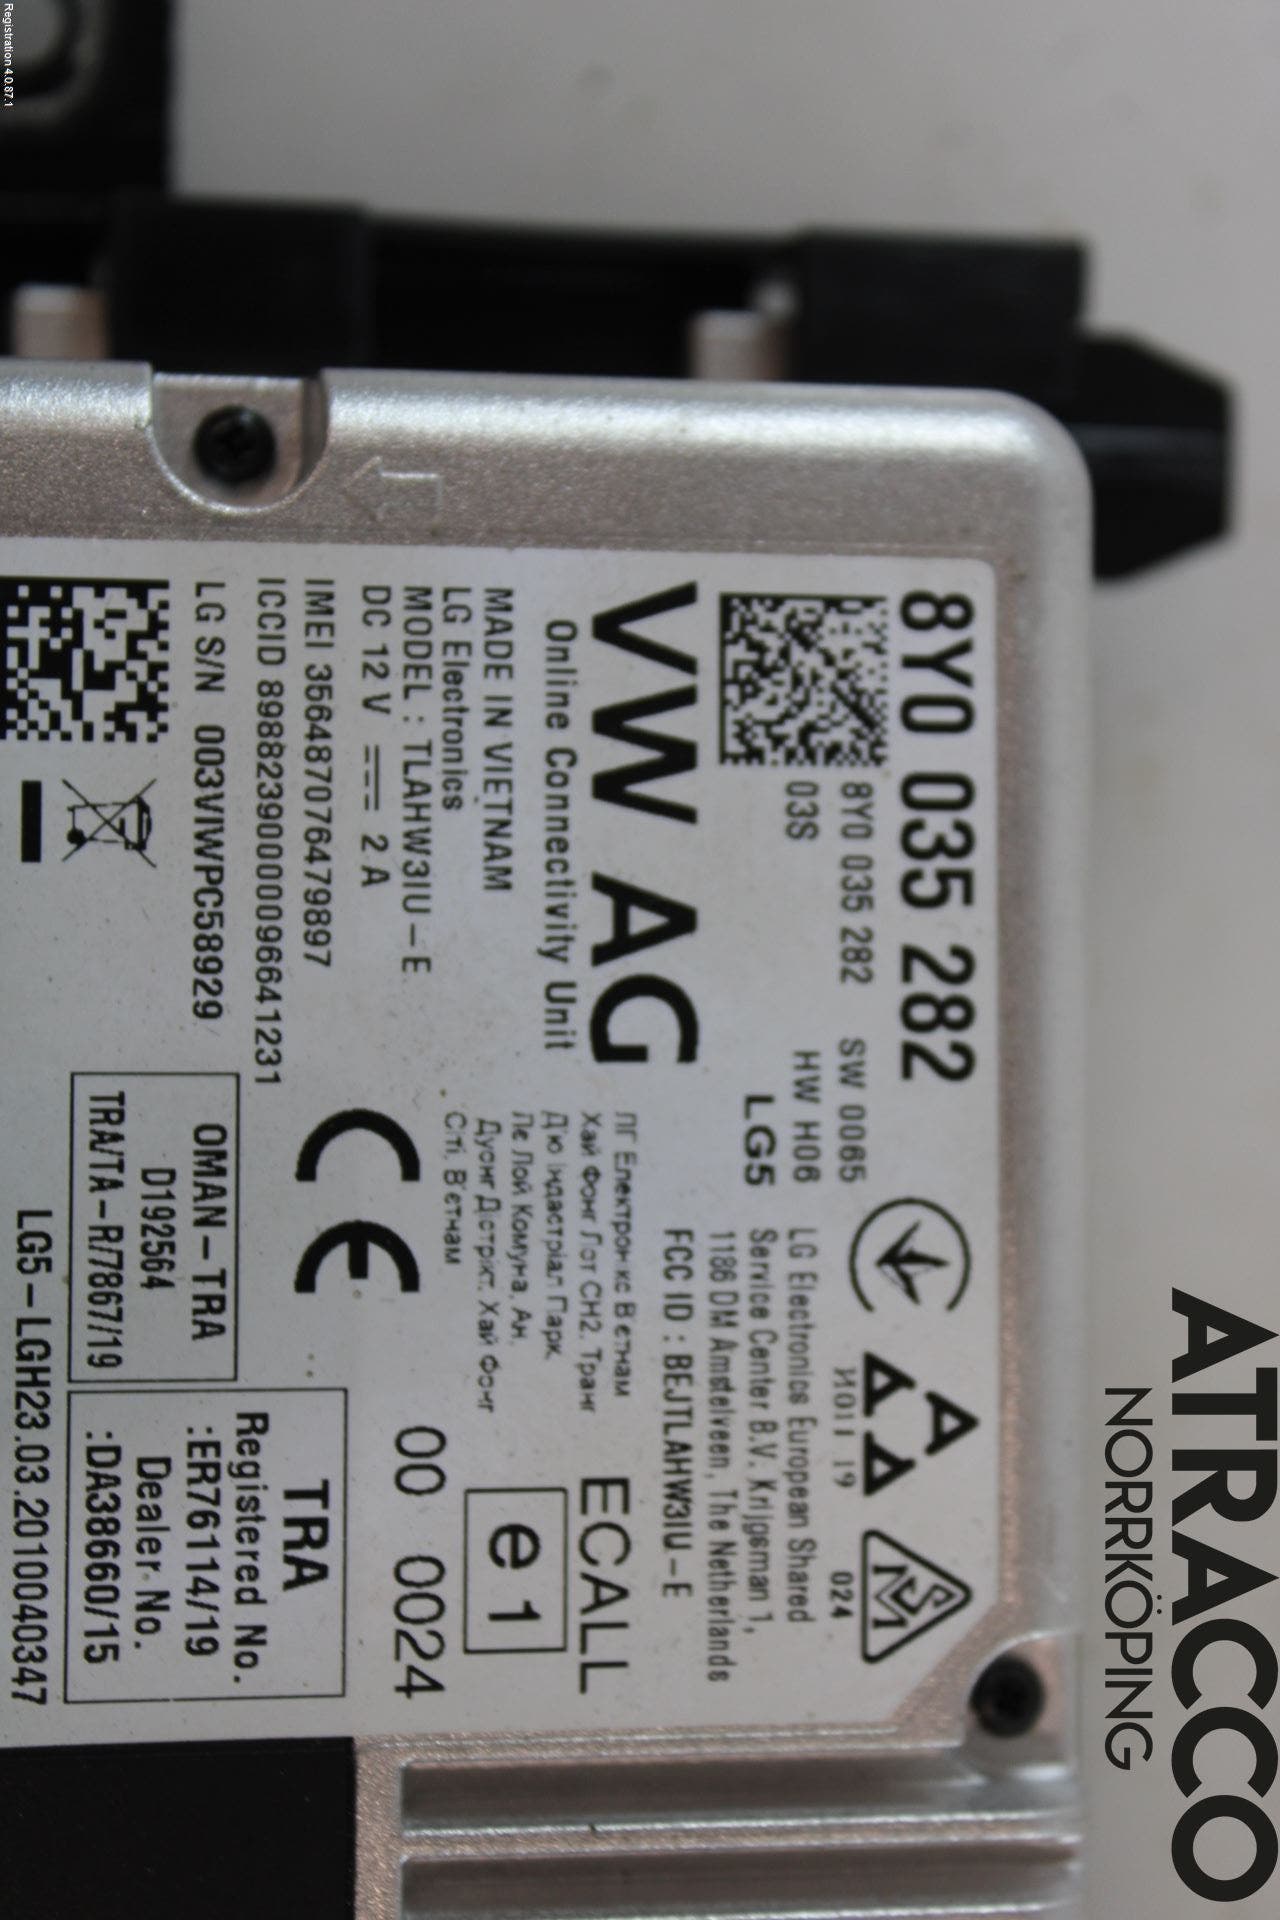 8Y0 035 282
8Y0 035 282 SW 0065
03S HW H06
LG5
VW AG
Online Connectivity Unit
MADE IN VIETNAM
LG Electronics
MODEL : TLAHW3IU-E
DC 12 V 2 A
IMEI 356487076479897
ICCID 89882390000096641231
LG S/N 003VIWPC58929
И011 19
024
LG Electronics European Shared
Service Center B.V. Krijgsman 1,
1186 DM Amstelveen, The Netherlands
FCC ID : BEJTLAHW3IU-E
ЛГ Електронікс В'єтнам
Хай Фонг Лот СН2. Транг
Дю Індастріал Парк,
Ле Лой Комуна, Ан.
Дуонг Дістрікт. Хай Фонг
Сіті, В'єтнам
ECALL
e 1
00 0024
CE
OMAN-TRA
D192564
TRA/TA-R/7867/19
TRA
Registered No.
:ER76114/19
Dealer No.
:DA38660/15
LG5-LGH23.03.2010040347
ATRACCO
NORRKÖPING
Registration 4.0.87.1